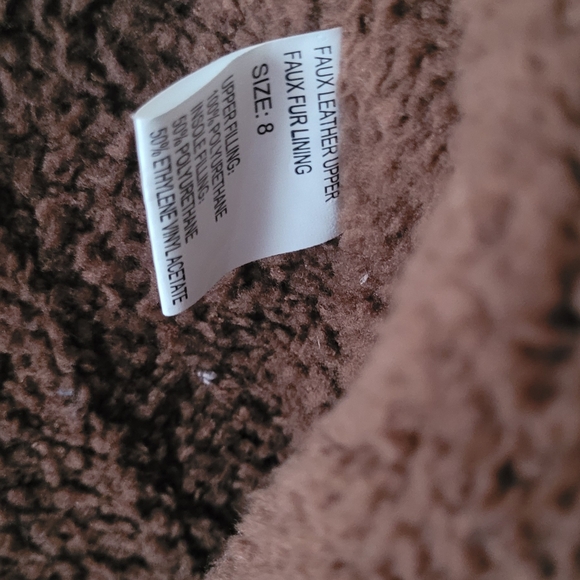 FAUX LEATHER UPPER
FAUX FUR LINING
SIZE: 8
UPPER FILLING:
100% POLYURETHANE
INSOLE FILLING:
50% POLYURETHANE
50% ETHYLENE VINYL ACETATE